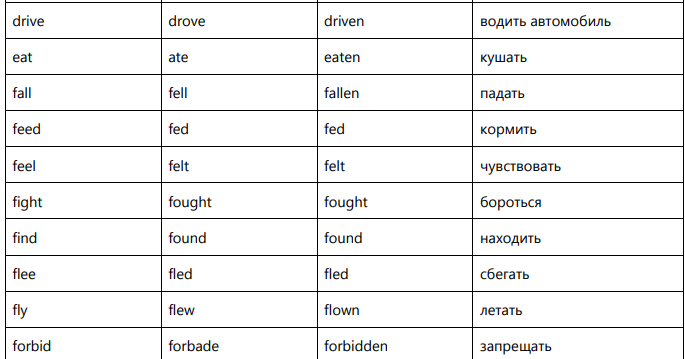 drive drove driven водить автомобиль
eat ate eaten кушать
fall fell fallen падать
feed fed fed кормить
feel felt felt чувствовать
fight fought fought бороться
find found found находить
flee fled fled сбегать
fly flew flown летать
forbid forbade forbidden запрещать